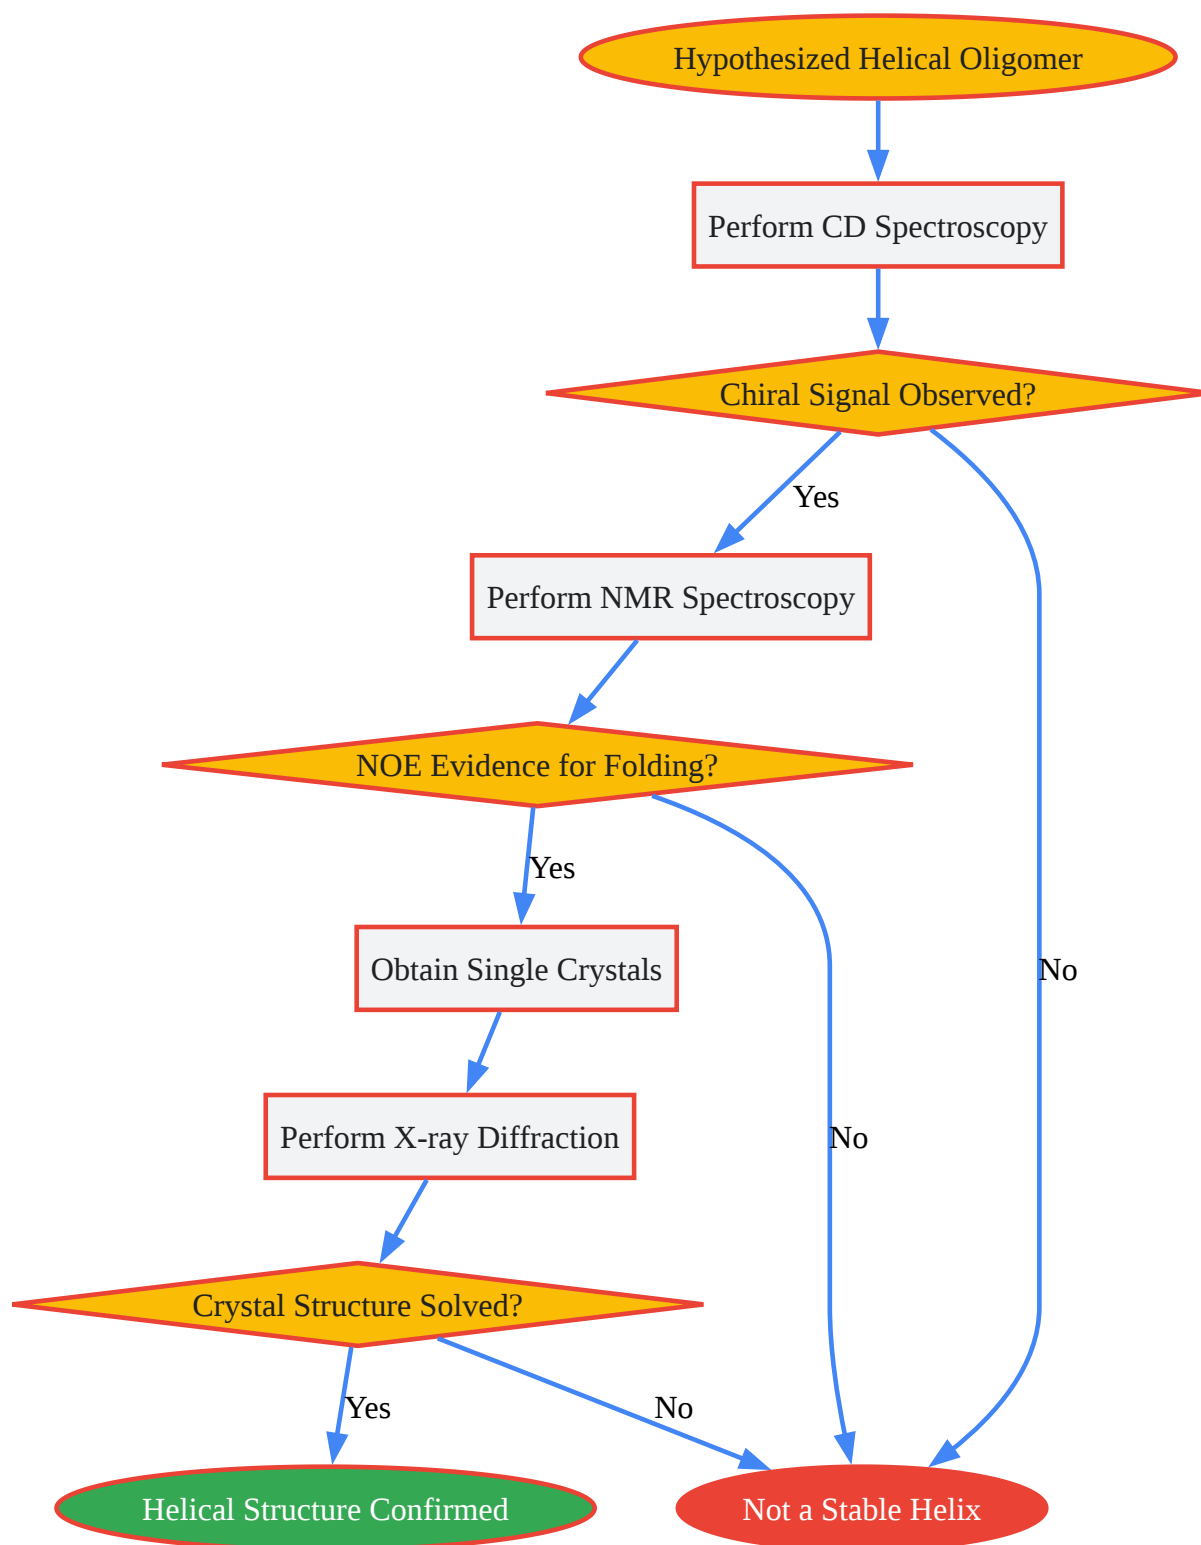 Hypothesized Helical Oligomer
Perform CD Spectroscopy
Chiral Signal Observed?
Yes
Perform NMR Spectroscopy
NOE Evidence for Folding?
Yes
Obtain Single Crystals
No
Perform X-ray Diffraction
No
Crystal Structure Solved?
Yes
No
Helical Structure Confirmed
Not a Stable Helix